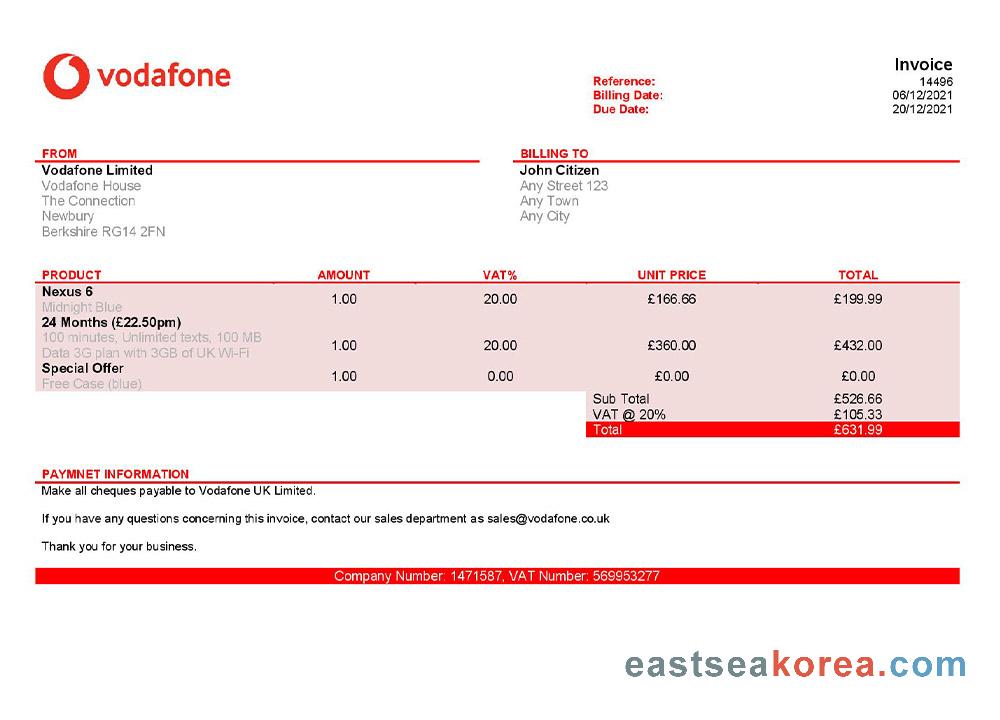 vodafone
Invoice
Reference: 14496
Billing Date: 06/12/2021
Due Date: 20/12/2021
FROM
Vodafone Limited
Vodafone House
The Connection
Newbury
Berkshire RG14 2FN
BILLING TO
John Citizen
Any Street 123
Any Town
Any City
PRODUCT AMOUNT VAT% UNIT PRICE TOTAL
Nexus 6
Midnight Blue
1.00 20.00 £166.66 £199.99
24 Months (£22.50pm)
100 minutes, Unlimited texts, 100 MB
Data 3G plan with 3GB of UK Wi-Fi
1.00 20.00 £360.00 £432.00
Special Offer
Free Case (blue)
1.00 0.00 £0.00 £0.00
Sub Total £526.66
VAT @ 20% £105.33
Total £631.99
PAYMNET INFORMATION
Make all cheques payable to Vodafone UK Limited.
If you have any questions concerning this invoice, contact our sales department as sales@vodafone.co.uk
Thank you for your business.
Company Number: 1471587, VAT Number: 569953277
eastseakorea.com